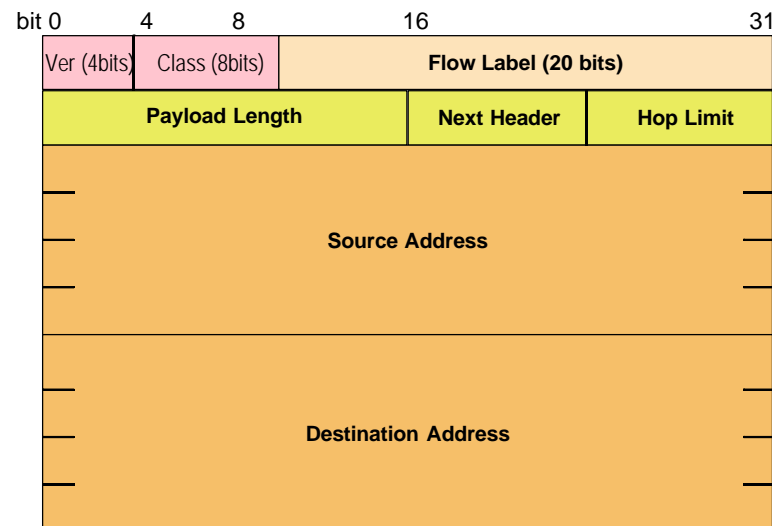 bit 0 4 8 16 31
Ver (4bits) Class (8bits) Flow Label (20 bits)
Payload Length Next Header Hop Limit
Source Address
Destination Address